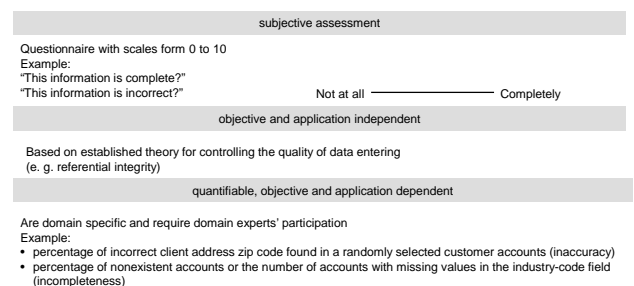 subjective assessment
Questionnaire with scales form 0 to 10
Example:
“This information is complete?”
“This information is incorrect?” Not at all Completely
objective and application independent
Based on established theory for controlling the quality of data entering
(e. g. referential integrity)
quantifiable, objective and application dependent
Are domain specific and require domain experts’ participation
Example:
• percentage of incorrect client address zip code found in a randomly selected customer accounts (inaccuracy)
• percentage of nonexistent accounts or the number of accounts with missing values in the industry-code field
(incompleteness)